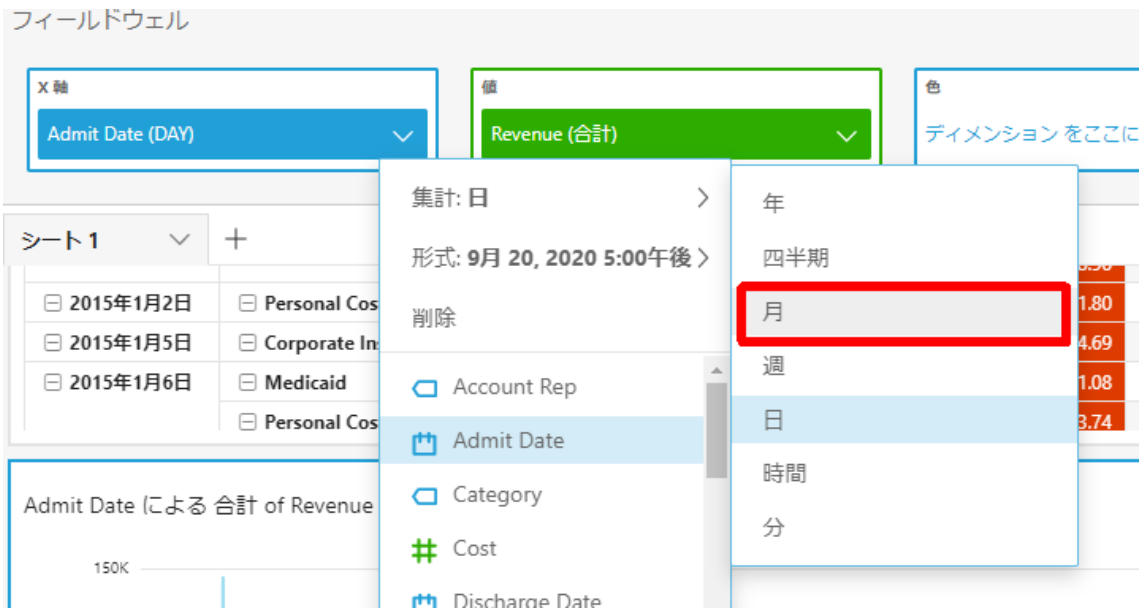 フィールドウェル
X 軸
Admit Date (DAY)
値
Revenue (合計)
色
ディメンション をここに
集計: 日
形式: 9月 20, 2020 5:00午後
削除
Account Rep
Admit Date
Category
Cost
Discharge Date
年
四半期
月
週
日
時間
分
シート 1
2015年1月2日
Personal Cos
1.80
2015年1月5日
Corporate In
4.69
2015年1月6日
Medicaid
1.08
Personal Cos
3.74
Admit Date による 合計 of Revenue
150K